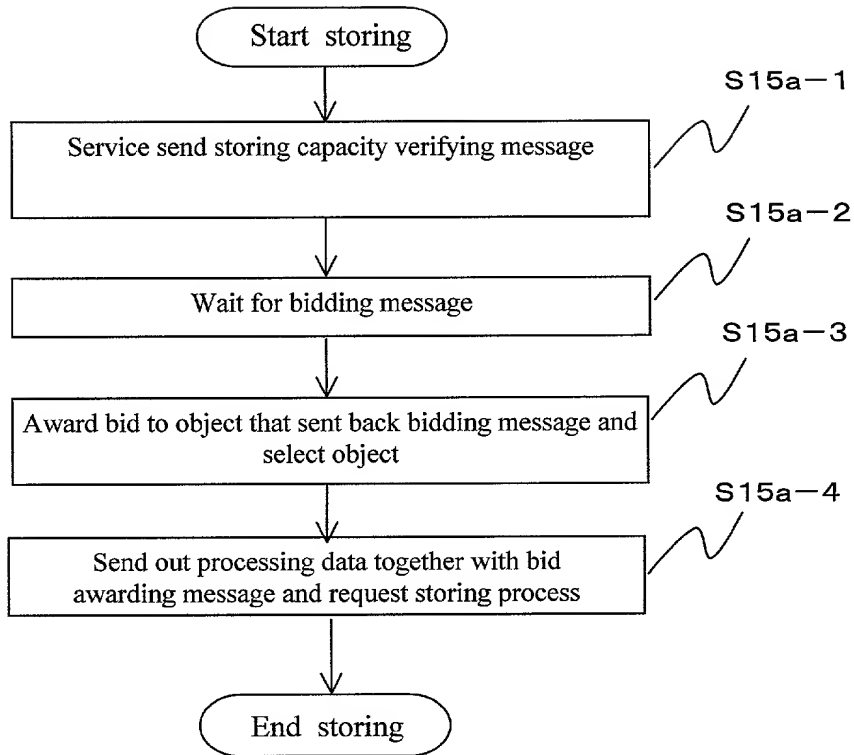 Start storing
S15a-1
Service send storing capacity verifying message
S15a-2
Wait for bidding message
S15a-3
Award bid to object that sent back bidding message and
select object
S15a-4
Send out processing data together with bid
awarding message and request storing process
End storing